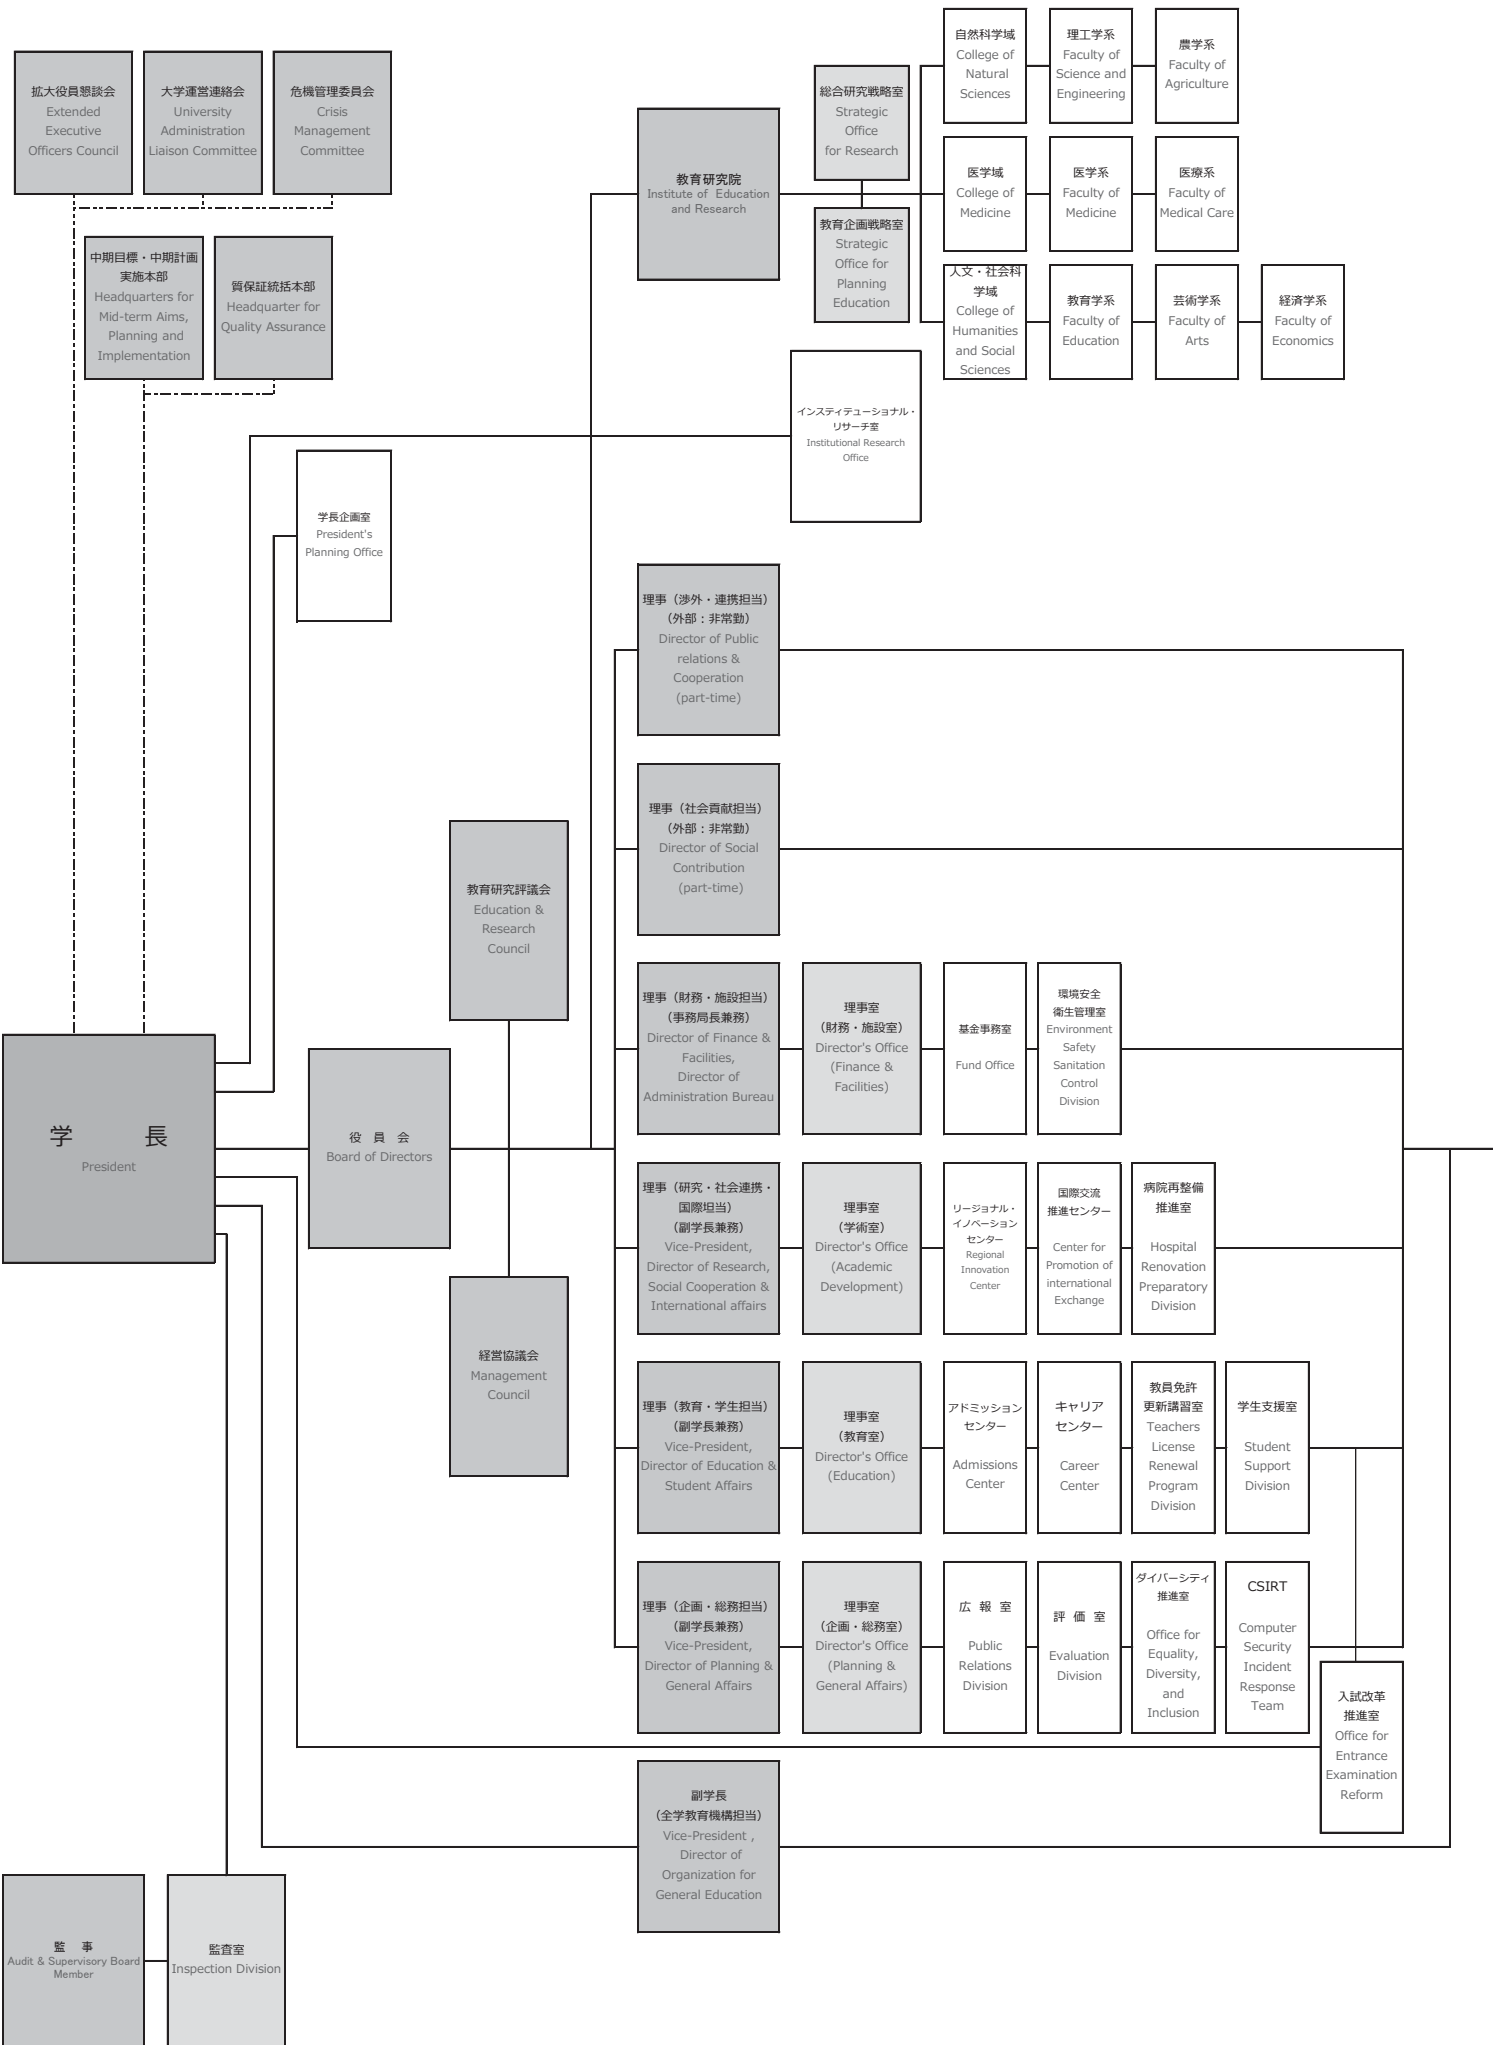 拡大役員懇談会
Extended
Executive
Officers Council
大学運営連絡会
University
Administration
Liaison Committee
危機管理委員会
Crisis
Management
Committee
中期目標・中期計画
実施本部
Headquarters for
Mid-term Aims,
Planning and
Implementation
質保証統括本部
Headquarter for
Quality Assurance
教育研究院
Institute of Education
and Research
総合研究戦略室
Strategic
Office
for Research
教育企画戦略室
Strategic
Office for
Planning
Education
自然科学域
College of
Natural
Sciences
理工学系
Faculty of
Science and
Engineering
農学系
Faculty of
Agriculture
医学域
College of
Medicine
医学系
Faculty of
Medicine
医療系
Faculty of
Medical Care
人文・社会科
学域
College of
Humanities
and Social
Sciences
教育学系
Faculty of
Education
芸術学系
Faculty of
Arts
経済学系
Faculty of
Economics
インスティテューショナル・
リサーチ室
Institutional Research
Office
学長企画室
President's
Planning Office
理事（渉外・連携担当）
（外部：非常勤）
Director of Public
relations &
Cooperation
(part-time)
理事（社会貢献担当）
（外部：非常勤）
Director of Social
Contribution
(part-time)
教育研究評議会
Education &
Research
Council
理事（財務・施設担当）
（事務局長兼務）
Director of Finance &
Facilities,
Director of
Administration Bureau
理事室
（財務・施設室）
Director's Office
(Finance &
Facilities)
基金事務室
Fund Office
環境安全
衛生管理室
Environment
Safety
Sanitation
Control
Division
学　長
President
役 員 会
Board of Directors
理事（研究・社会連携・
国際担当）
（副学長兼務）
Vice-President,
Director of Research,
Social Cooperation &
International affairs
理事室
（学術室）
Director's Office
(Academic
Development)
リージョナル・
イノベーション
センター
Regional
Innovation
Center
国際交流
推進センター
Center for
Promotion of
international
Exchange
病院再整備
推進室
Hospital
Renovation
Preparatory
Division
経営協議会
Management
Council
理事（教育・学生担当）
（副学長兼務）
Vice-President,
Director of Education &
Student Affairs
理事室
（教育室）
Director's Office
(Education)
アドミッション
センター
Admissions
Center
キャリア
センター
Career
Center
教員免許
更新講習室
Teachers
License
Renewal
Program
Division
学生支援室
Student
Support
Division
理事（企画・総務担当）
（副学長兼務）
Vice-President,
Director of Planning &
General Affairs
理事室
（企画・総務室）
Director's Office
(Planning &
General Affairs)
広 報 室
Public
Relations
Division
評 価 室
Evaluation
Division
ダイバーシティ
推進室
Office for
Equality,
Diversity,
and
Inclusion
CSIRT
Computer
Security
Incident
Response
Team
入試改革
推進室
Office for
Entrance
Examination
Reform
副学長
（全学教育機構担当）
Vice-President ,
Director of
Organization for
General Education
監　事
Audit & Supervisory Board
Member
監査室
Inspection Division